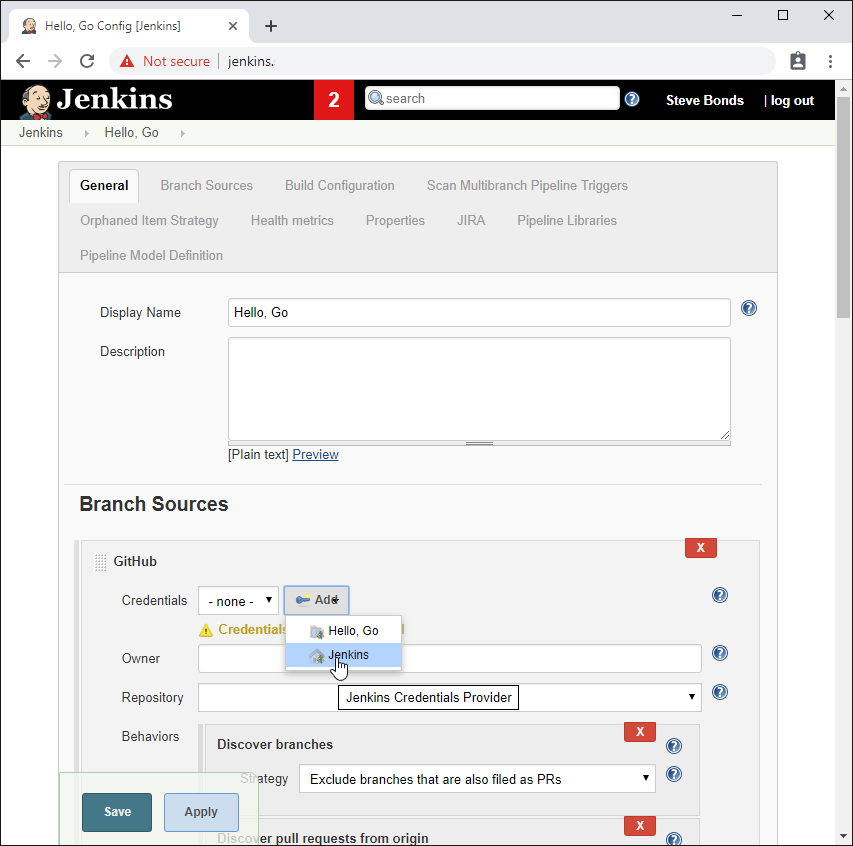 Hello, Go Config [Jenkins]
Not secure | jenkins.
Jenkins
2
search
Steve Bonds
| log out
Jenkins
Hello, Go
General
Branch Sources
Build Configuration
Scan Multibranch Pipeline Triggers
Orphaned Item Strategy
Health metrics
Properties
JIRA
Pipeline Libraries
Pipeline Model Definition
Display Name
Hello, Go
Description
[Plain text] Preview
Branch Sources
X
GitHub
Credentials
- none -
Add
Credentials
Hello, Go
Jenkins
Owner
Jenkins Credentials Provider
Repository
Behaviors
X
Discover branches
Strategy
Exclude branches that are also filed as PRs
Save
Apply
X
Discover pull requests from origin